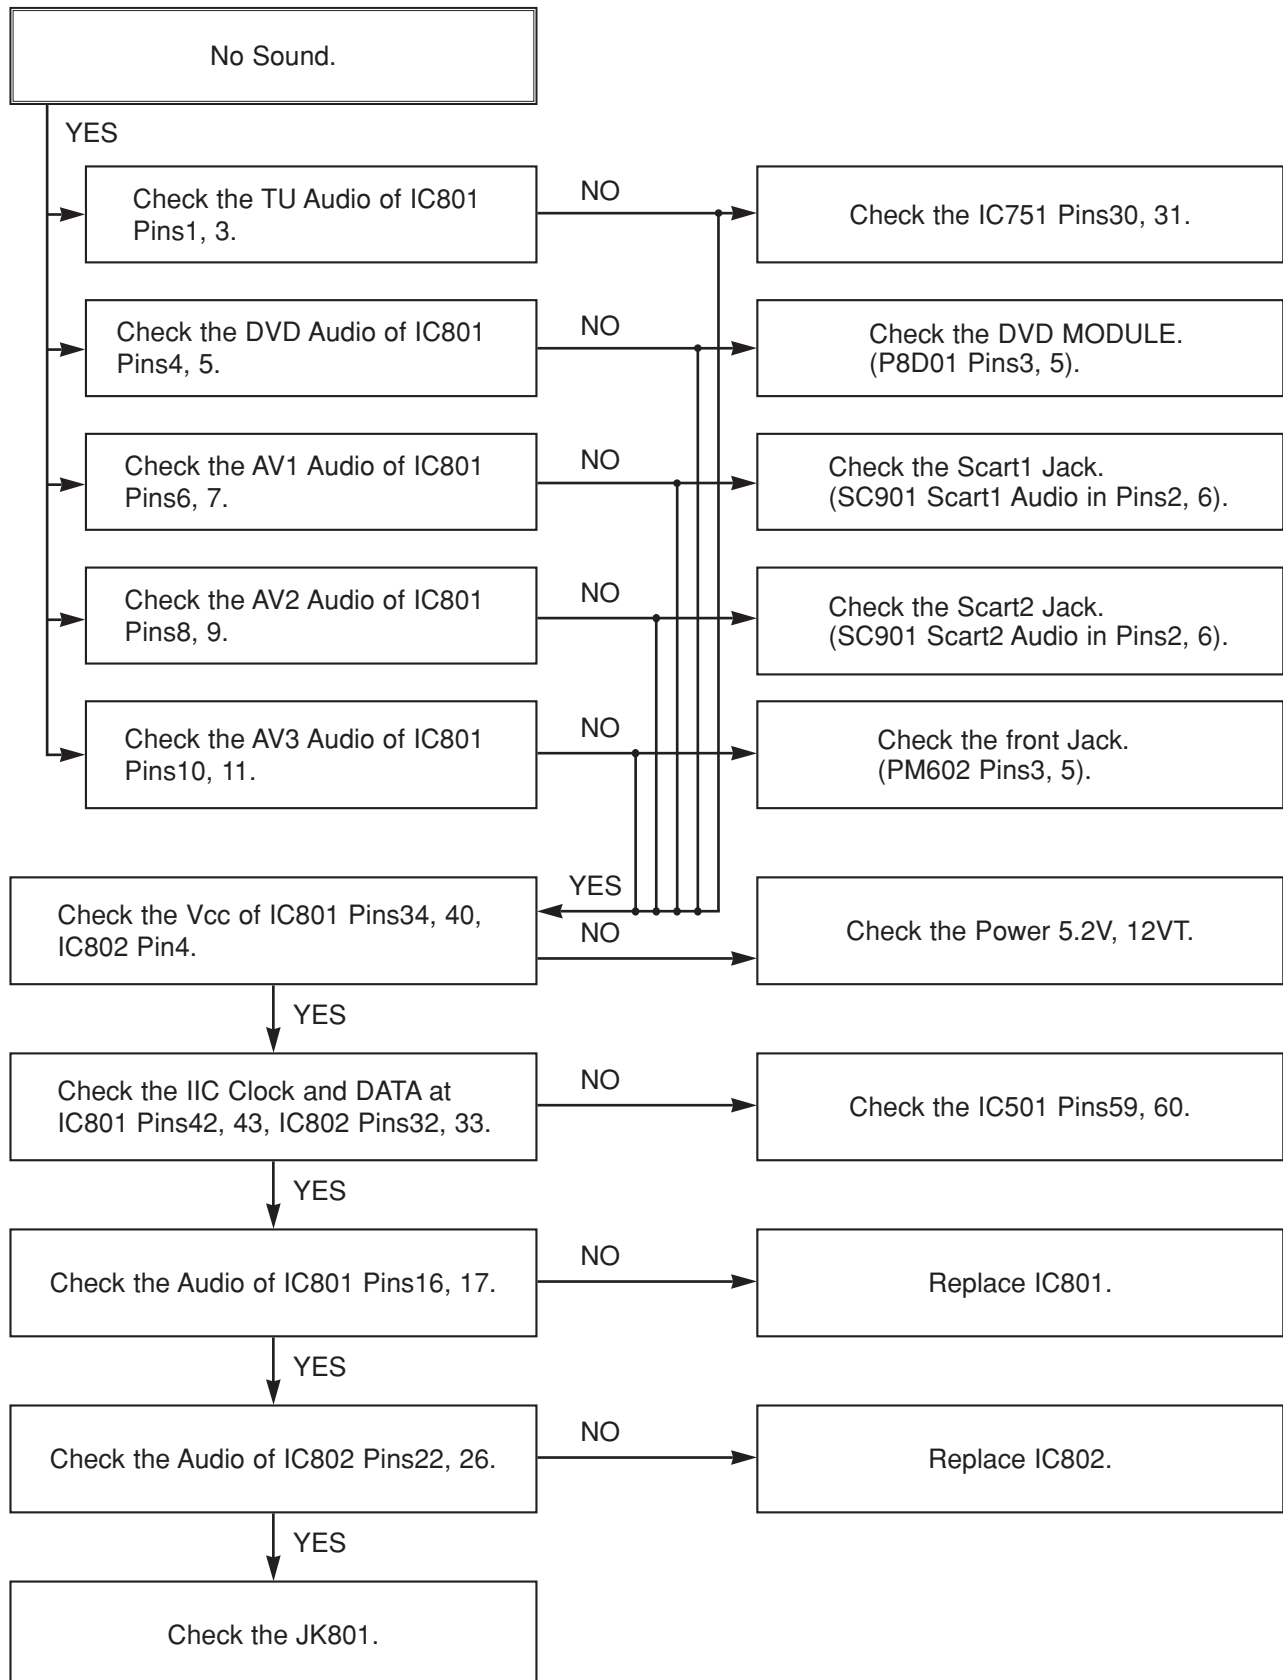 No Sound.
YES
Check the TU Audio of IC801
Pins1, 3.
NO
Check the IC751 Pins30, 31.
Check the DVD Audio of IC801
Pins4, 5.
NO
Check the DVD MODULE.
(P8D01 Pins3, 5).
Check the AV1 Audio of IC801
Pins6, 7.
NO
Check the Scart1 Jack.
(SC901 Scart1 Audio in Pins2, 6).
Check the AV2 Audio of IC801
Pins8, 9.
NO
Check the Scart2 Jack.
(SC901 Scart2 Audio in Pins2, 6).
Check the AV3 Audio of IC801
Pins10, 11.
NO
Check the front Jack.
(PM602 Pins3, 5).
YES
Check the Vcc of IC801 Pins34, 40,
IC802 Pin4.
NO
Check the Power 5.2V, 12VT.
YES
Check the IIC Clock and DATA at
IC801 Pins42, 43, IC802 Pins32, 33.
NO
Check the IC501 Pins59, 60.
YES
Check the Audio of IC801 Pins16, 17.
NO
Replace IC801.
YES
Check the Audio of IC802 Pins22, 26.
NO
Replace IC802.
YES
Check the JK801.